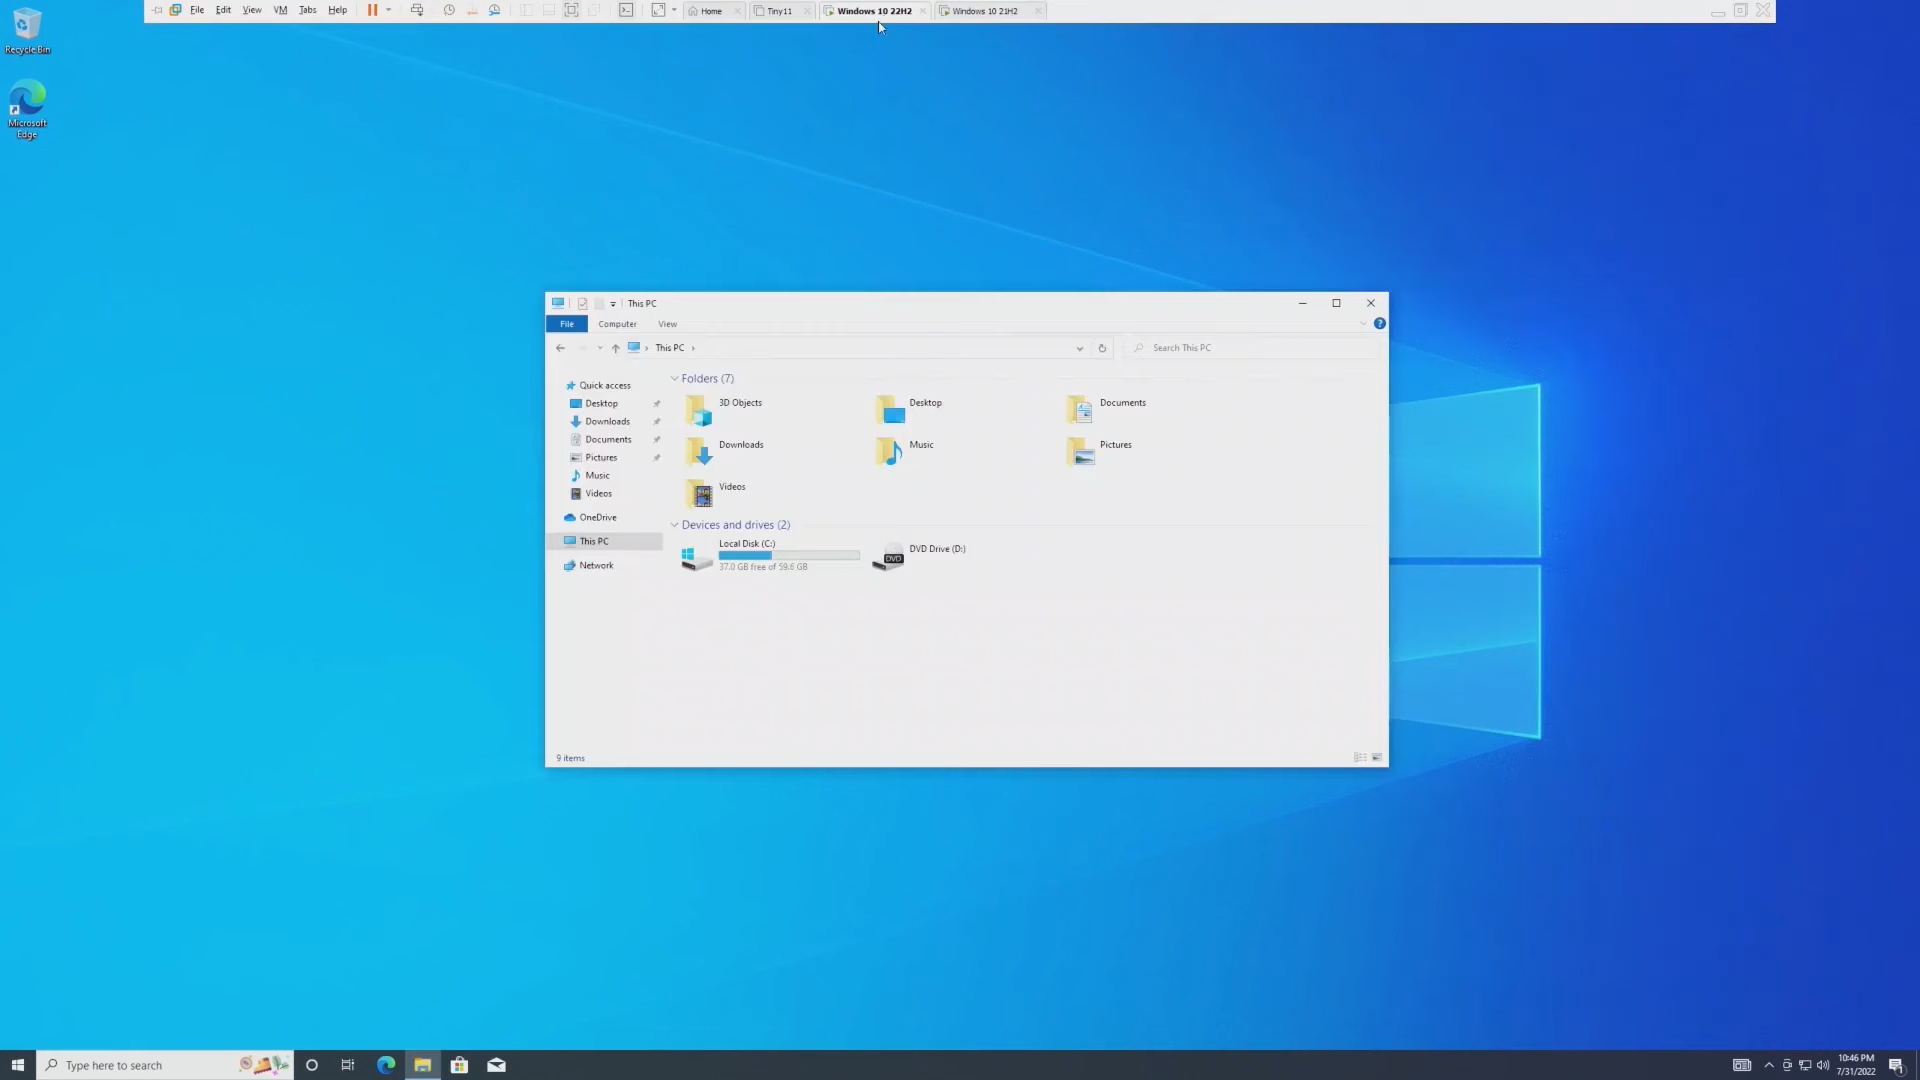 File Edit View VM Tabs Help Home Tiny11 Windows 10 22H2 Windows 10 21H2
Recycle Bin
Microsoft
Edge
This PC
File Computer View
This PC Search This PC
Quick access
Desktop
Downloads
Documents
Pictures
Music
Videos
OneDrive
This PC
Network
Folders (7)
3D Objects Desktop Documents
Downloads Music Pictures
Videos
Devices and drives (2)
Local Disk (C:)
37.0 GB free of 59.6 GB
DVD Drive (D:)
DVD
9 items
Type here to search
10:46 PM
7/31/2022
1